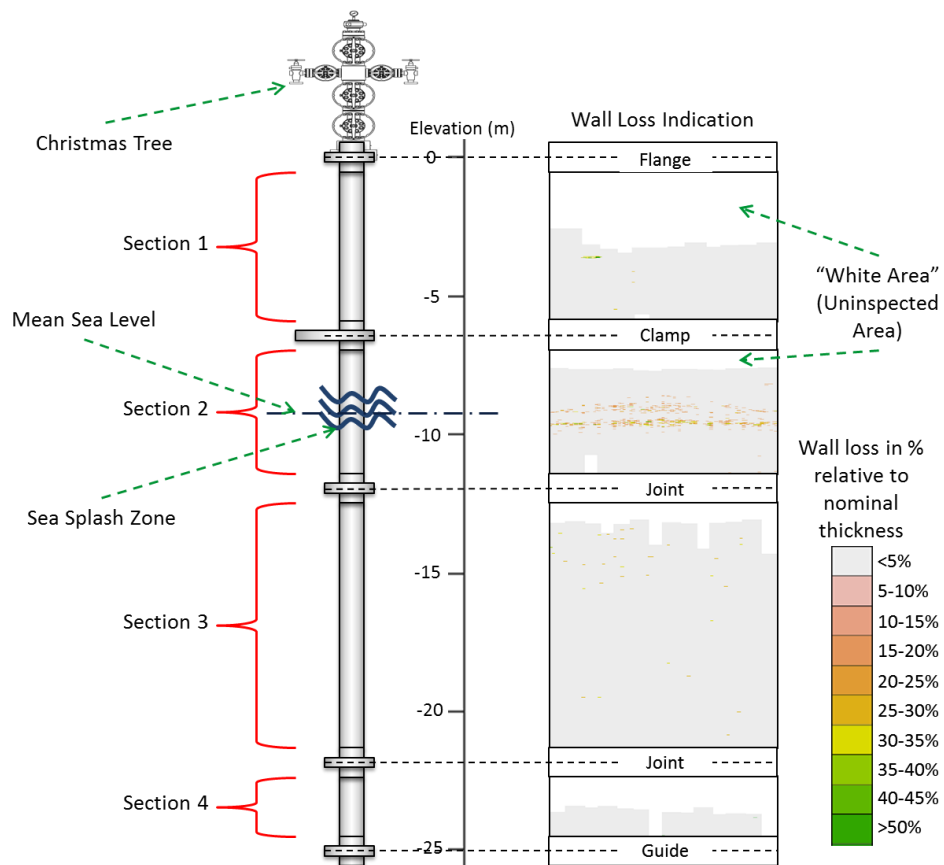 Christmas Tree
Elevation (m)
Wall Loss Indication
0
Flange
Section 1
“White Area”
(Uninspected
Area)
-5
Mean Sea Level
Clamp
Section 2
-10
Wall loss in %
relative to
nominal
thickness
Joint
Sea Splash Zone
<5%
5-10%
10-15%
15-20%
20-25%
25-30%
30-35%
35-40%
40-45%
>50%
-15
Section 3
-20
Joint
Section 4
-25
Guide